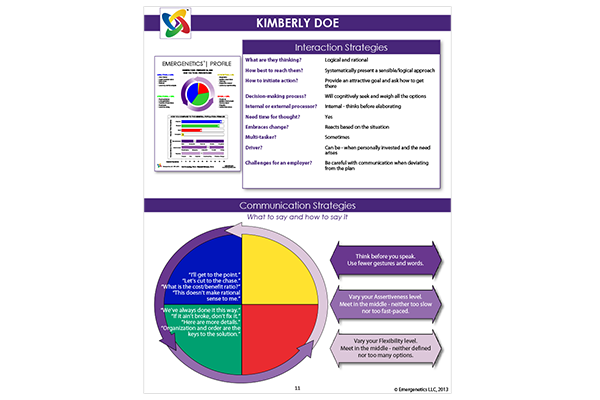 KIMBERLY DOE
Interaction Strategies
EMERGENETICS® | PROFILE
What are they thinking? Logical and rational
How best to reach them? Systematically present a sensible/logical approach
How to initiate action? Provide an attractive goal and ask how to get
there
Decision-making process? Will cognitively seek and weigh all the options
Internal or external processor? Internal - thinks before elaborating
Need time for thought? Yes
Embraces change? Reacts based on the situation
Multi-tasker? Sometimes
Driver? Can be - when personally invested and the need
arises
Challenges for an employer? Be careful with communication when deviating
from the plan
Communication Strategies
What to say and how to say it
"I'll get to the point."
"Let's cut to the chase."
"What is the cost/benefit ratio?"
"This doesn't make rational
sense to me."
"We've always done it this way."
"If it ain't broke, don't fix it."
"Here are more details."
"Organization and order are the
keys to the solution."
Think before you speak.
Use fewer gestures and words.
Vary your Assertiveness level.
Meet in the middle - neither too slow
nor too fast-paced.
Vary your Flexibility level.
Meet in the middle - neither defined
nor too many options.
11
© Emergenetics LLC, 2013